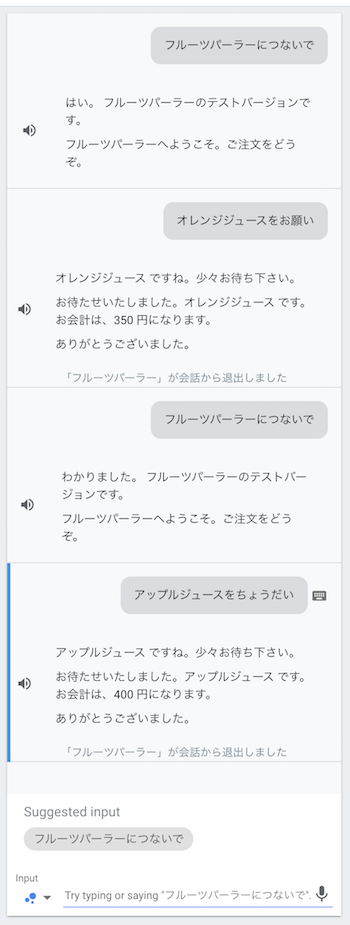 フルーツパーラーにつないで
はい。 フルーツパーラーのテストバージョンで
す。
フルーツパーラーへようこそ。ご注文をどう
ぞ。
オレンジジュースをお願い
オレンジジュース ですね。少々お待ち下さい。
お待たせいたしました。オレンジジュース です。
お会計は、350 円になります。
ありがとうございました。
「フルーツパーラー」が会話から退出しました
フルーツパーラーにつないで
わかりました。 フルーツパーラーのテストバー
ジョンです。
フルーツパーラーへようこそ。ご注文をどう
ぞ。
アップルジュースをちょうだい
アップルジュース ですね。少々お待ち下さい。
お待たせいたしました。アップルジュース です。
お会計は、400 円になります。
ありがとうございました。
「フルーツパーラー」が会話から退出しました
Suggested input
フルーツパーラーにつないで
Input
Try typing or saying "フルーツパーラーにつないで".